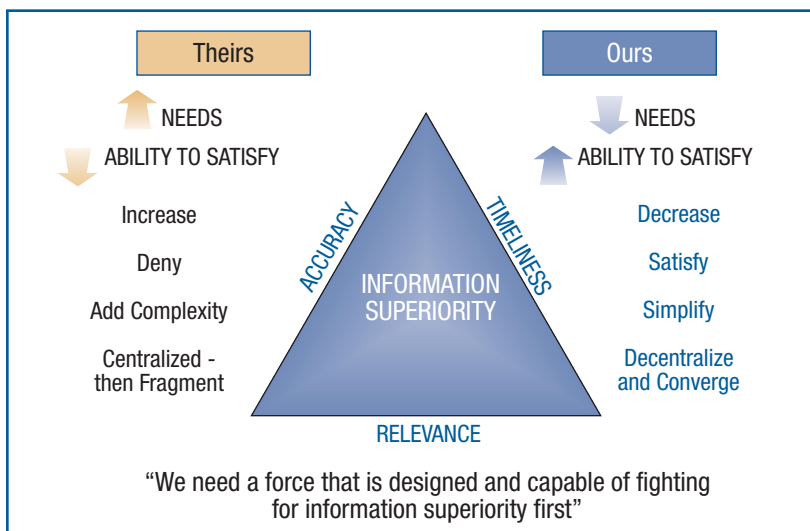 Theirs
NEEDS
ABILITY TO SATISFY
Increase
Deny
Add Complexity
Centralized -
then Fragment
ACCURACY
INFORMATION
SUPERIORITY
TIMELINESS
RELEVANCE
Ours
NEEDS
ABILITY TO SATISFY
Decrease
Satisfy
Simplify
Decentralize
and Converge
“We need a force that is designed and capable of fighting
for information superiority first”